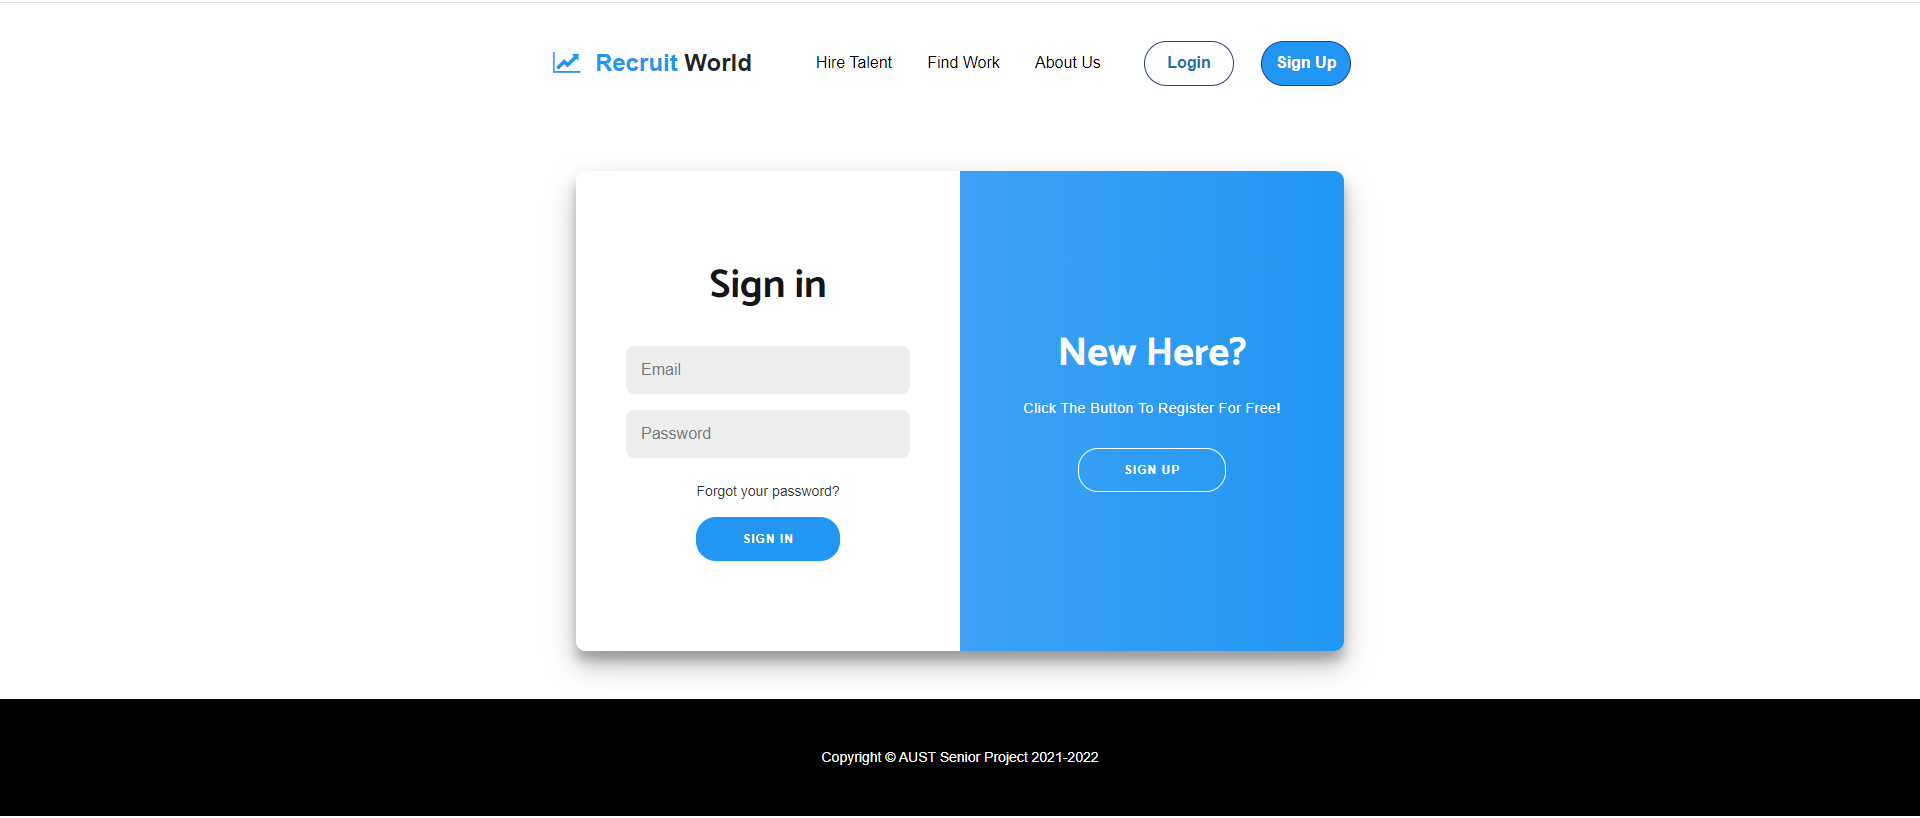 Recruit World
Hire Talent
Find Work
About Us
Login
Sign Up
Sign in
Email
Password
Forgot your password?
SIGN IN
New Here?
Click The Button To Register For Free!
SIGN UP
Copyright © AUST Senior Project 2021-2022